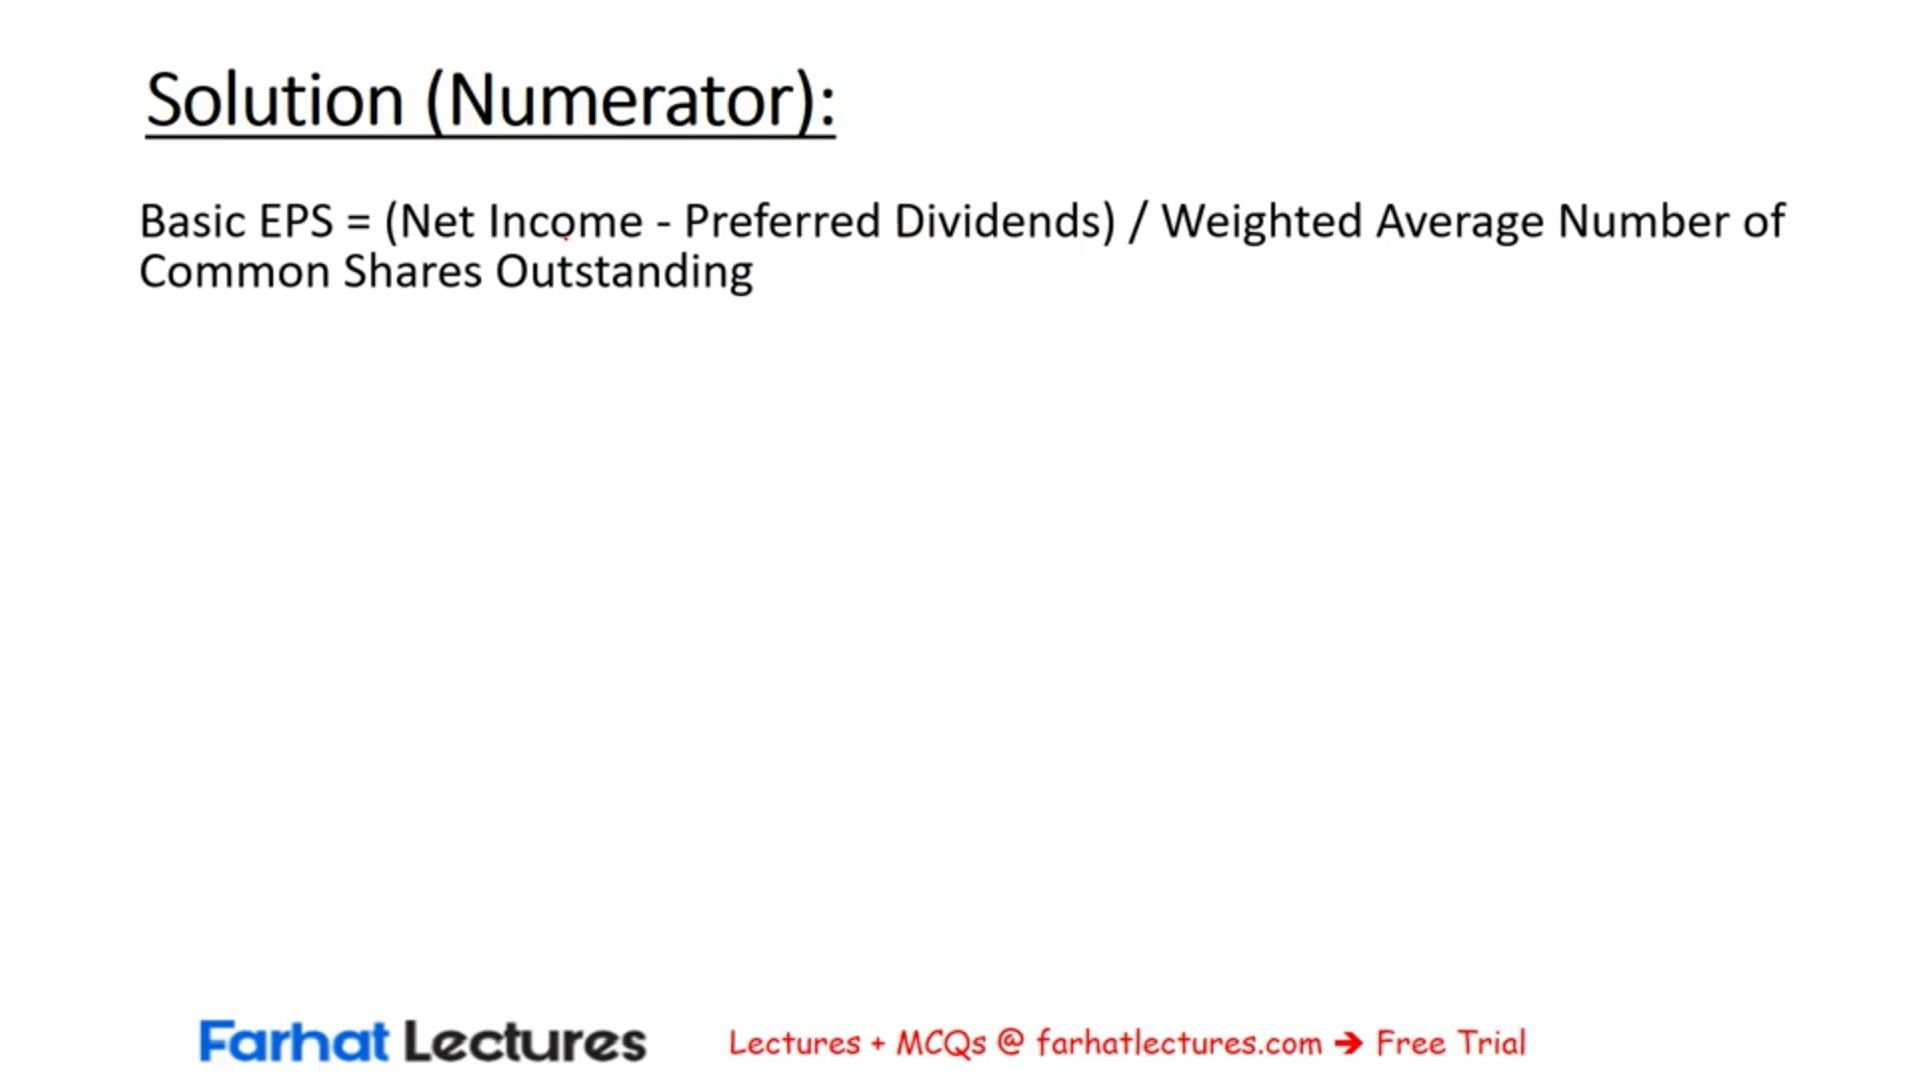 Solution (Numerator):
Basic EPS = (Net Income - Preferred Dividends) / Weighted Average Number of
Common Shares Outstanding
Farhat Lectures
Lectures + MCQs @ farhatlectures.com ➔ Free Trial